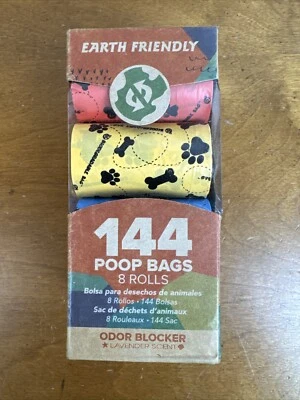 EARTH FRIENDLY
144
POOP BAGS
8 ROLLS
Bolsa para desechos de animales
8 Rollos • 144 Bolsas
Sac de déchets d'animaux
8 Rouleaux • 144 Sac
ODOR BLOCKER
LAVENDER SCENT